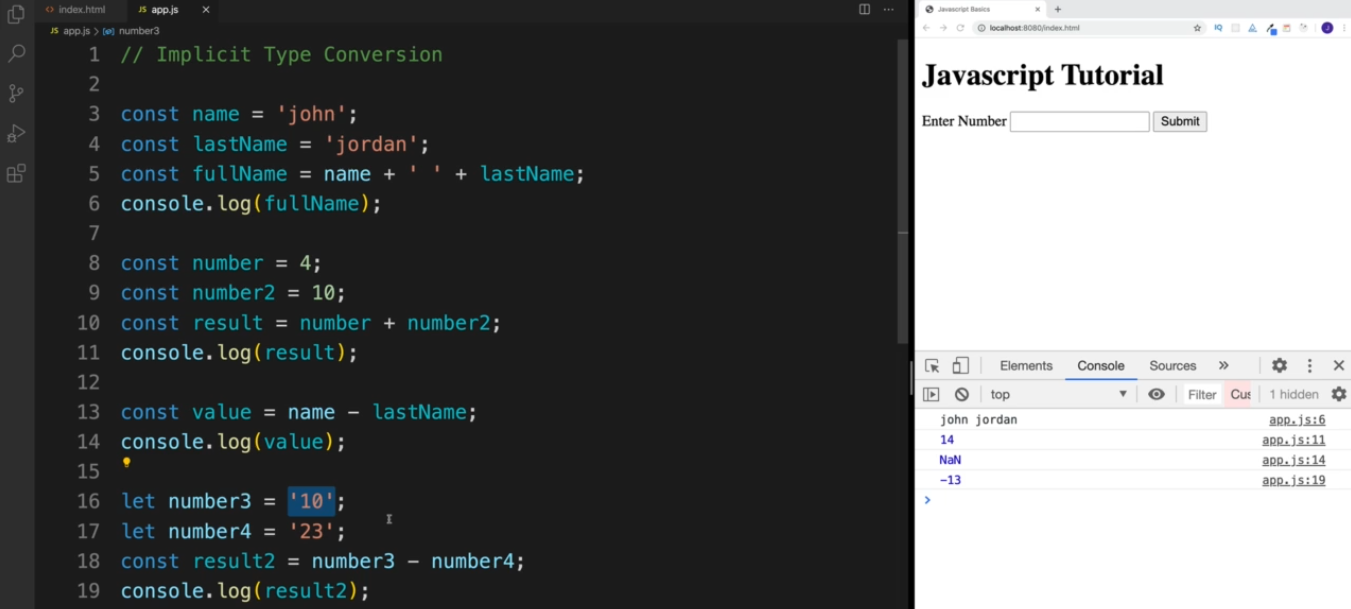 index.html
JS app.js
JS app.js > number3
1 // Implicit Type Conversion
2
3 const name = 'john';
4 const lastName = 'jordan';
5 const fullName = name + ' ' + lastName;
6 console.log(fullName);
7
8 const number = 4;
9 const number2 = 10;
10 const result = number + number2;
11 console.log(result);
12
13 const value = name - lastName;
14 console.log(value);
15
16 let number3 = '10';
17 let number4 = '23';
18 const result2 = number3 - number4;
19 console.log(result2);
Javascript Basics
localhost:8080/index.html
IQ
J
Javascript Tutorial
Enter Number Submit
Elements Console Sources »
top Filter Cus 1 hidden
john jordan app.js:6
14 app.js:11
NaN app.js:14
-13 app.js:19
>